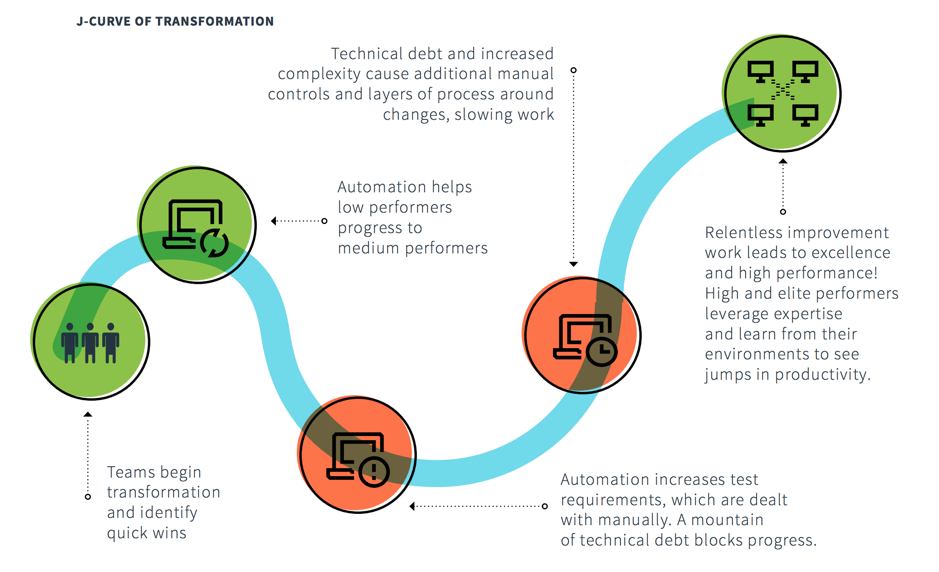 J-CURVE OF TRANSFORMATION
Technical debt and increased
complexity cause additional manual
controls and layers of process around
changes, slowing work
Automation helps
low performers
progress to
medium performers
Relentless improvement
work leads to excellence
and high performance!
High and elite performers
leverage expertise
and learn from their
environments to see
jumps in productivity.
Teams begin
transformation
and identify
quick wins
Automation increases test
requirements, which are dealt
with manually. A mountain
of technical debt blocks progress.